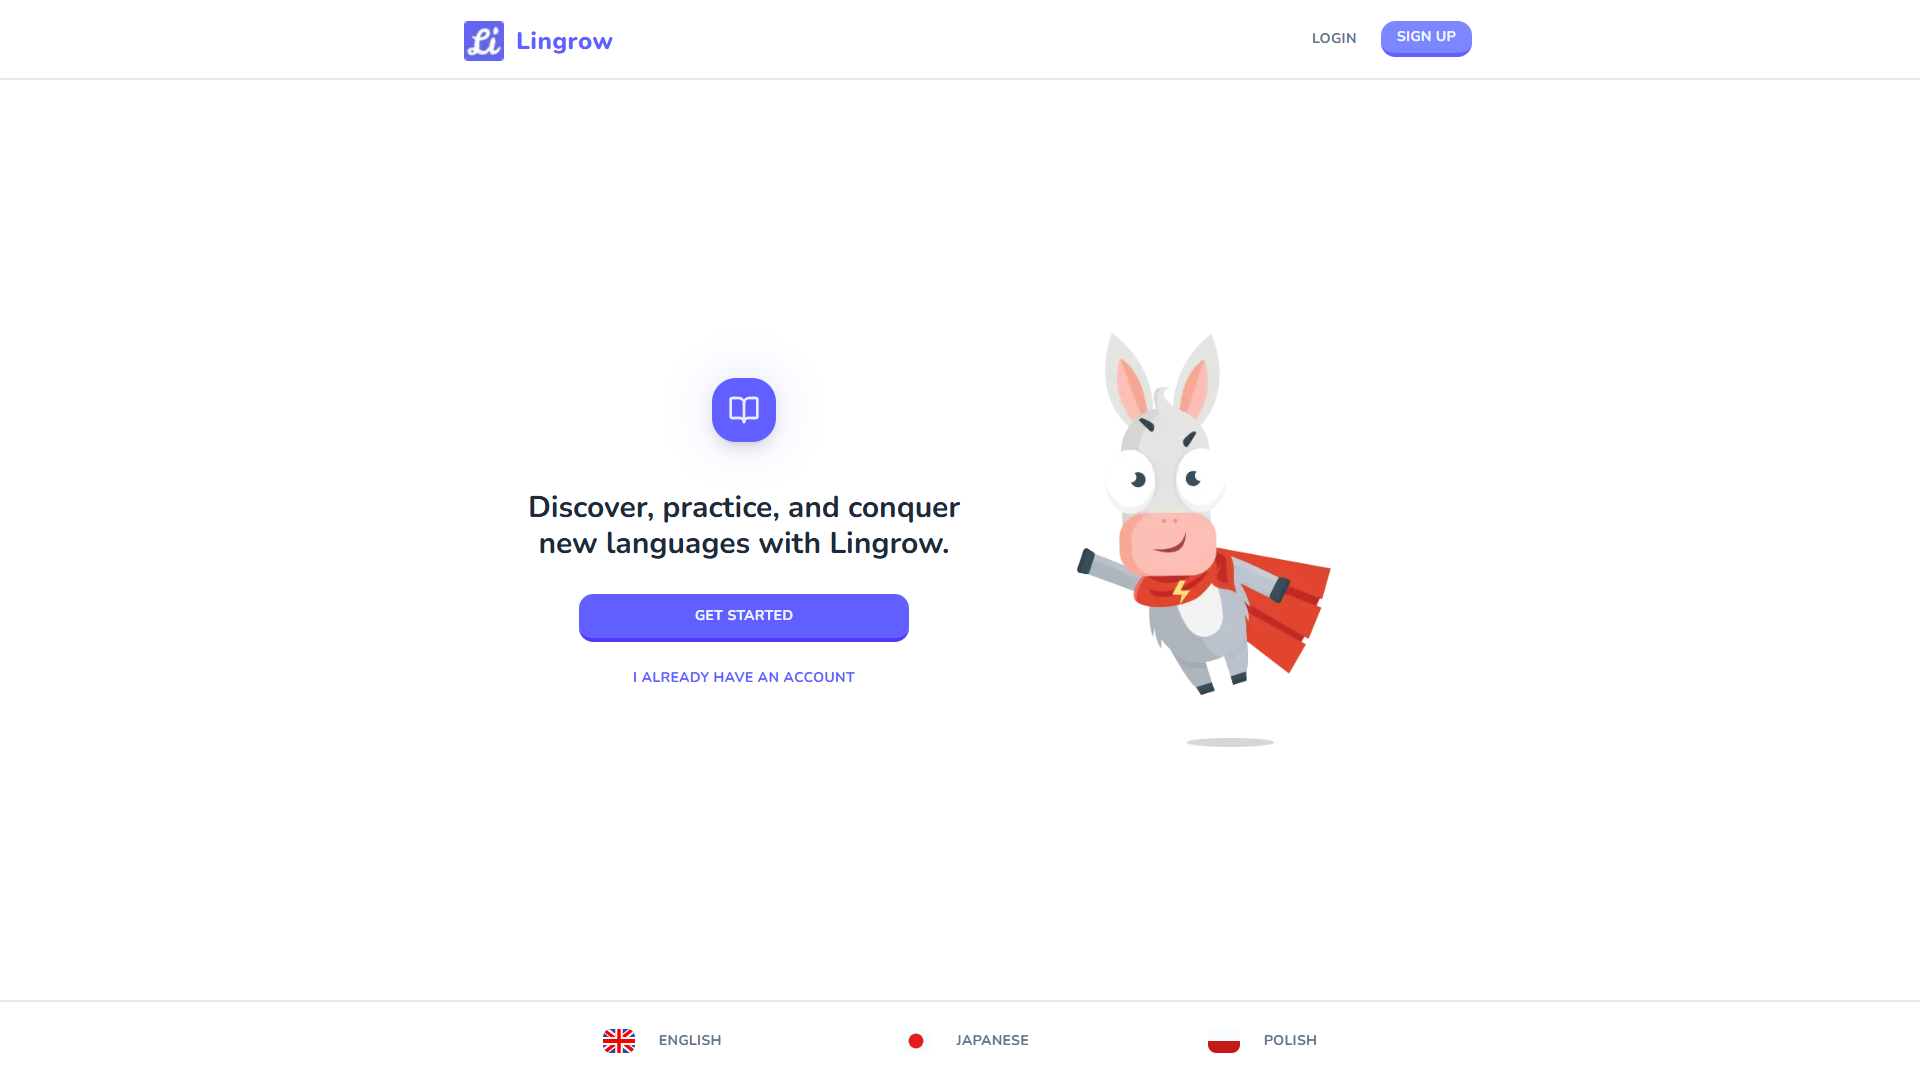 Li
Lingrow
LOGIN
SIGN UP
Discover, practice, and conquer
new languages with Lingrow.
GET STARTED
I ALREADY HAVE AN ACCOUNT
ENGLISH
JAPANESE
POLISH